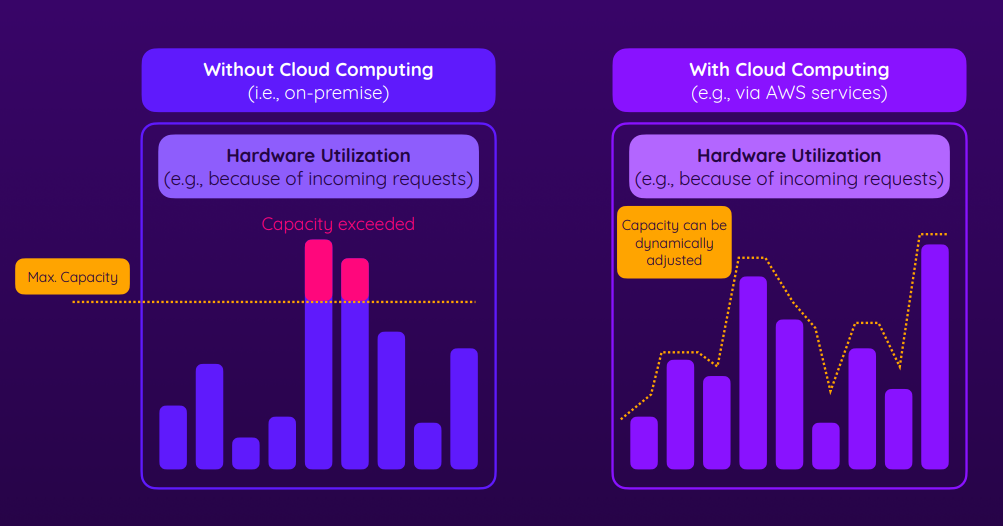 Without Cloud Computing
(i.e., on-premise)
Hardware Utilization
(e.g., because of incoming requests)
Capacity exceeded
Max. Capacity
With Cloud Computing
(e.g., via AWS services)
Hardware Utilization
(e.g., because of incoming requests)
Capacity can be
dynamically
adjusted